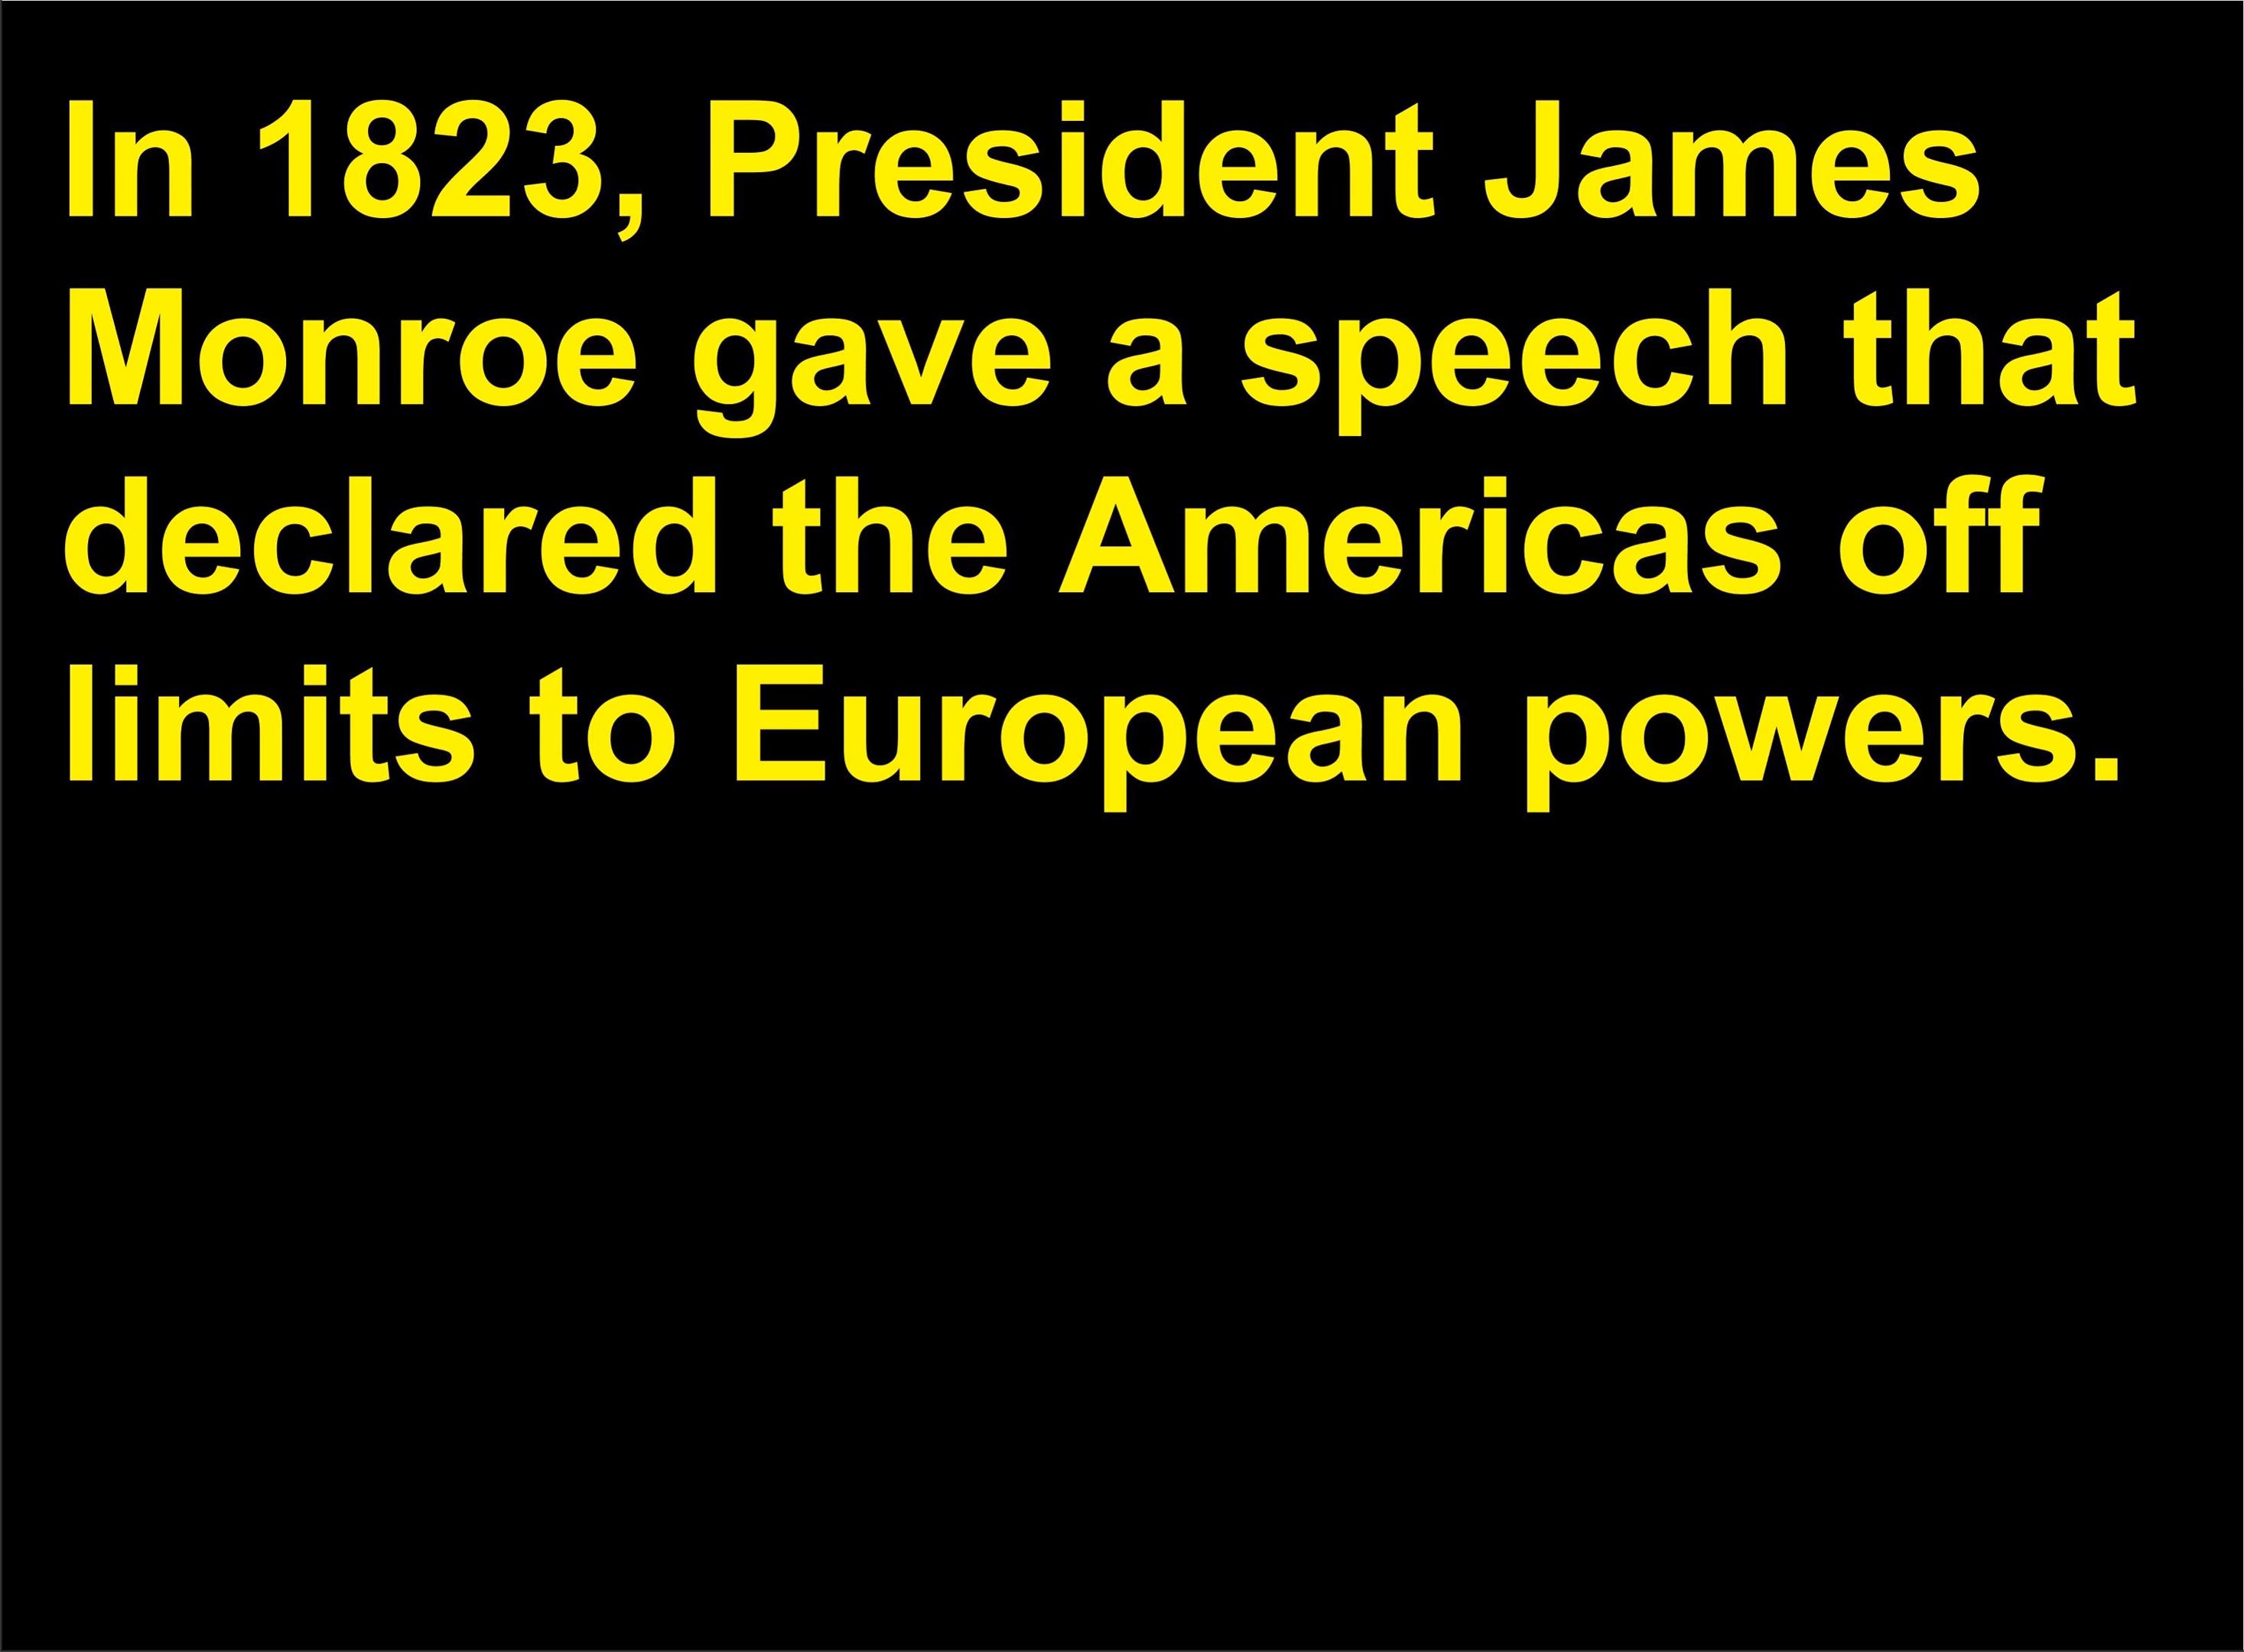 In 1823, President James
Monroe gave a speech that
declared the Americas off
limits to European powers.